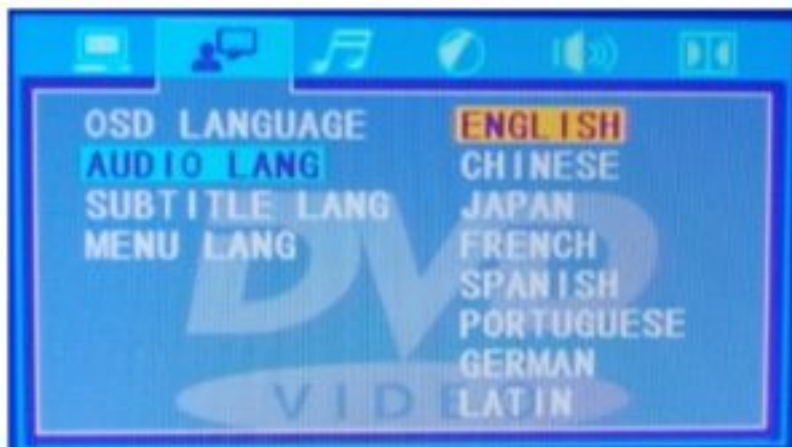 OSD LANGUAGE
AUDIO LANG
SUBTITLE LANG
MENU LANG
ENGLISH
CHINESE
JAPAN
FRENCH
SPANISH
PORTUGUESE
GERMAN
LATIN
DVD
VIDEO